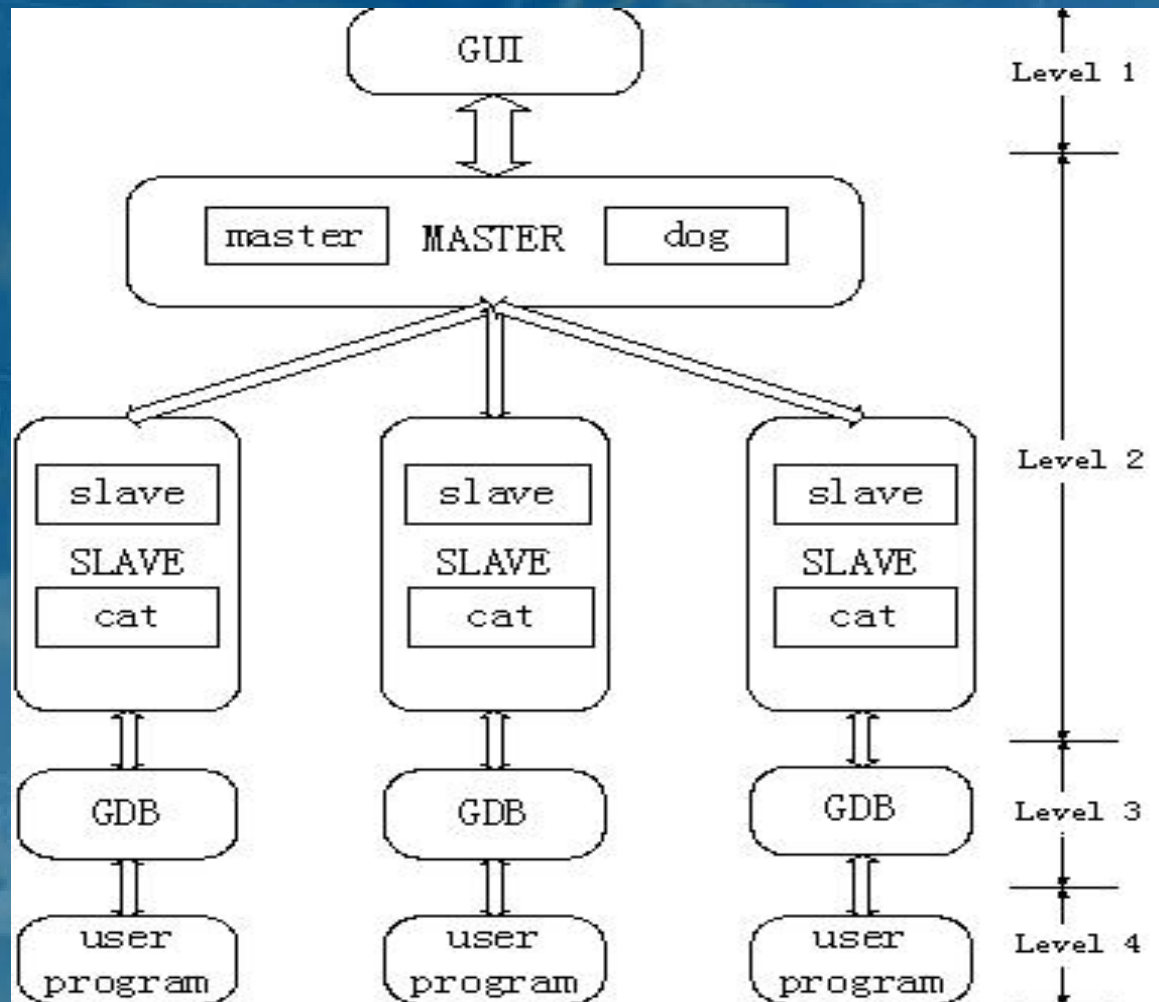 GUI
Level 1
master MASTER dog
slave slave slave
Level 2
SLAVE SLAVE SLAVE
cat cat cat
GDB GDB GDB
Level 3
user user user
Level 4
program program program